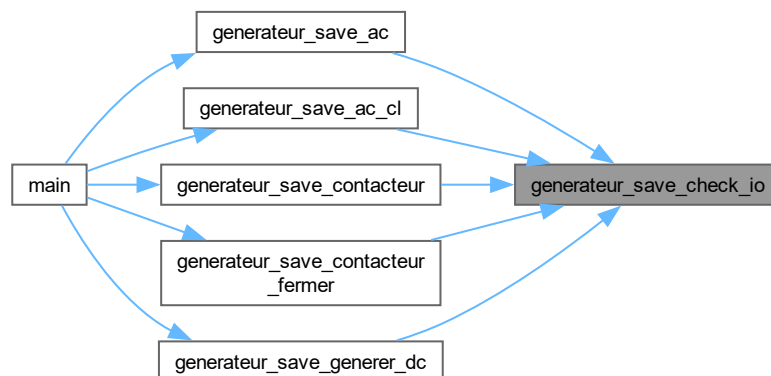 generateur_save_ac
generateur_save_ac_cl
main
generateur_save_contacteur
generateur_save_check_io
generateur_save_contacteur
_fermer
generateur_save_generer_dc